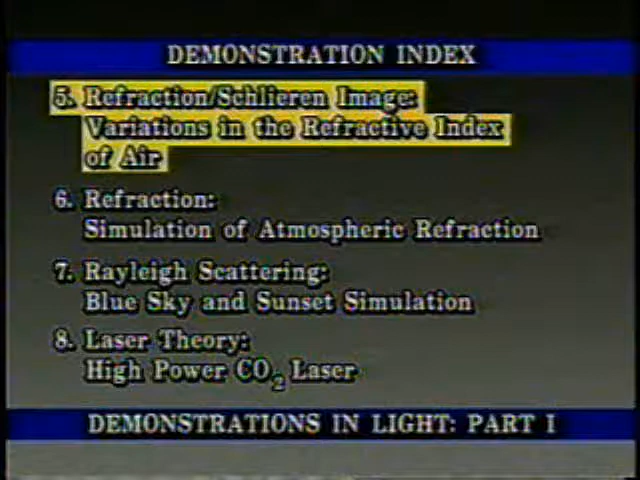 DEMONSTRATION INDEX
5. Refraction/Schlieren Image:
Variations in the Refractive Index
of Air
6. Refraction:
Simulation of Atmospheric Refraction
7. Rayleigh Scattering:
Blue Sky and Sunset Simulation
8. Laser Theory:
High Power CO₂ Laser
DEMONSTRATIONS IN LIGHT: PART I